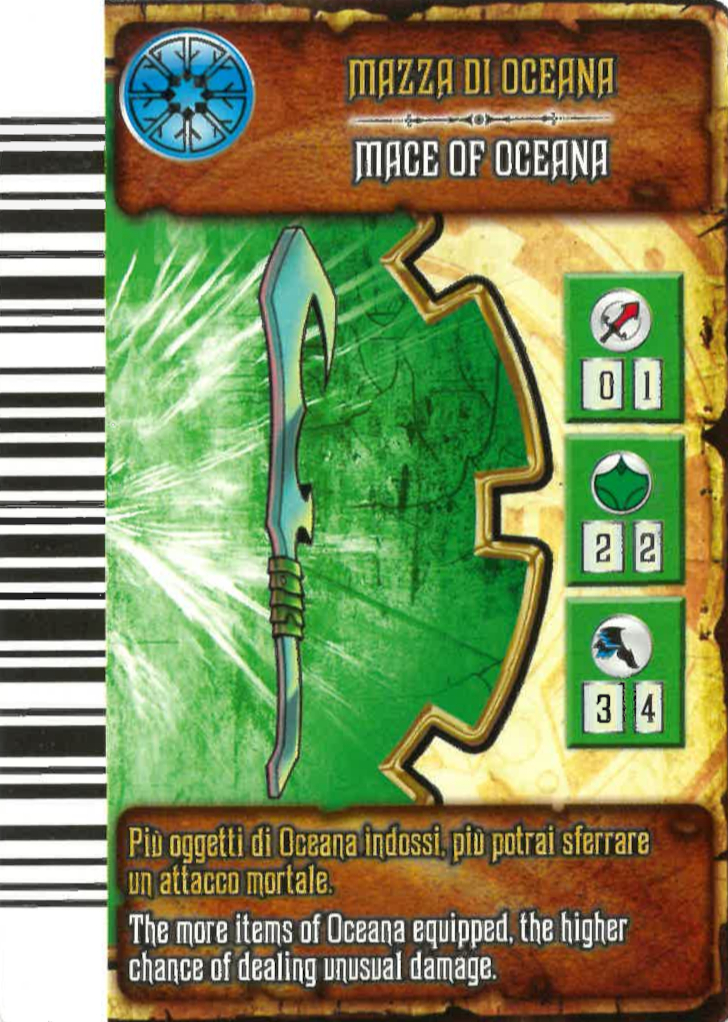 MAZZA DI OCEANA
MACE OF OCEANA
0 1
2 2
3 4
Più oggetti di Oceana indossi, più potrai sferrare
un attacco mortale.
The more items of Oceana equipped, the higher
chance of dealing unusual damage.